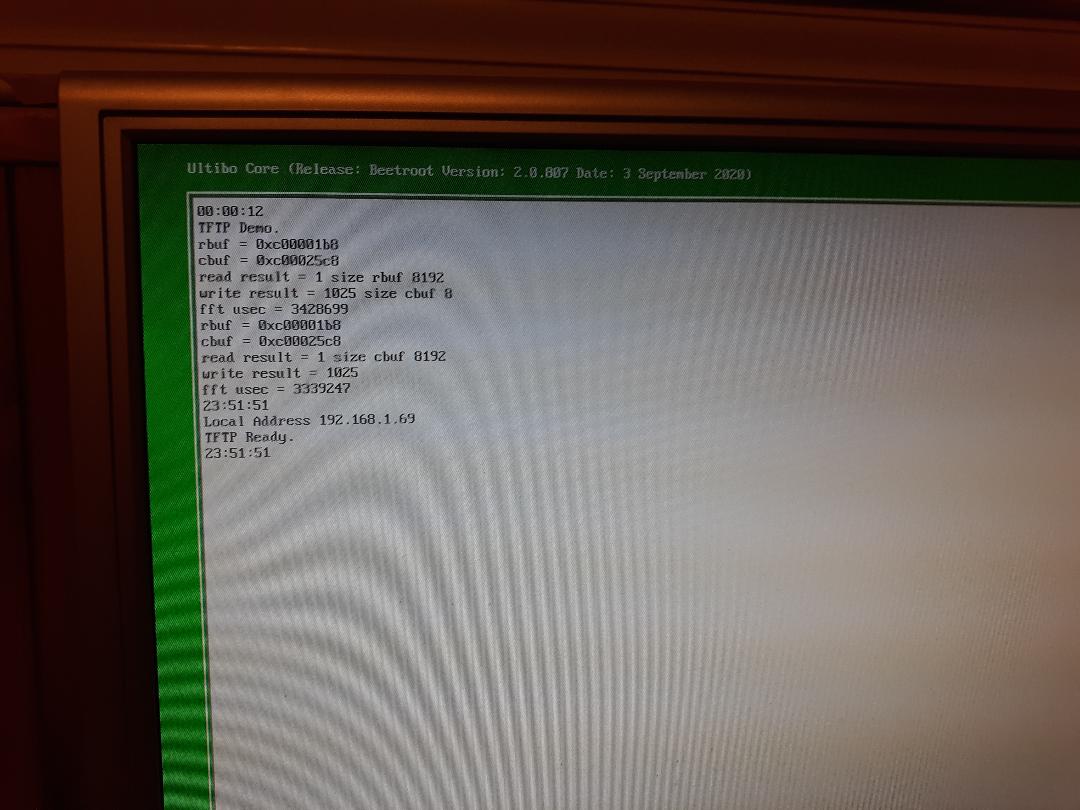 Ultibo Core (Release: Beetroot Version: 2.0.807 Date: 3 September 2020)
00:00:12
TFTP Demo.
rbuf = 0xc00001b8
cbuf = 0xc00025c8
read result = 1 size rbuf 8192
write result = 1025 size cbuf 8
fft usec = 3428699
rbuf = 0xc00001b8
cbuf = 0xc00025c8
read result = 1 size cbuf 8192
write result = 1025
fft usec = 3339247
23:51:51
Local Address 192.168.1.69
TFTP Ready.
23:51:51